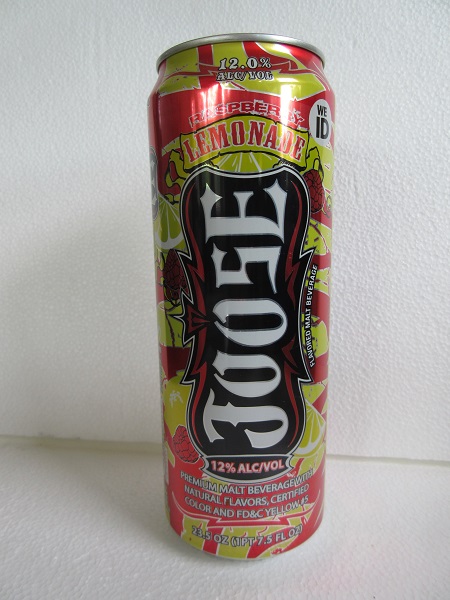 12.0%
ALC/VOL
RASPBERRY
LEMONADE
WE
ID
JOOSE
FLAVORED MALT BEVERAGE
12% ALC/VOL
PREMIUM MALT BEVERAGE WITH
NATURAL FLAVORS, CERTIFIED
COLOR AND FD&C YELLOW #5
23.5 OZ (1 PT 7.5 FL OZ)